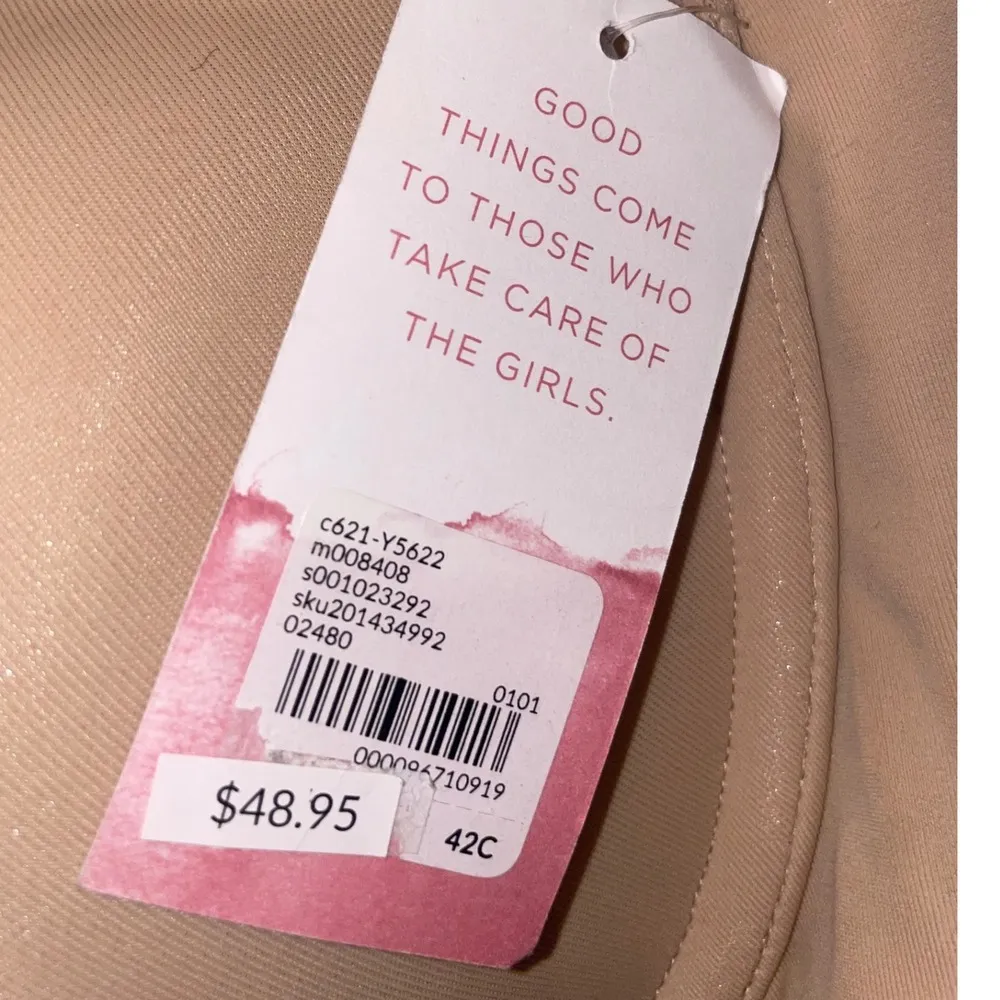 GOOD
THINGS COME
TO THOSE WHO
TAKE CARE OF
THE GIRLS.
c621-Y5622
m008408
s001023292
sku201434992
02480
0101
000096710919
$48.95
42C